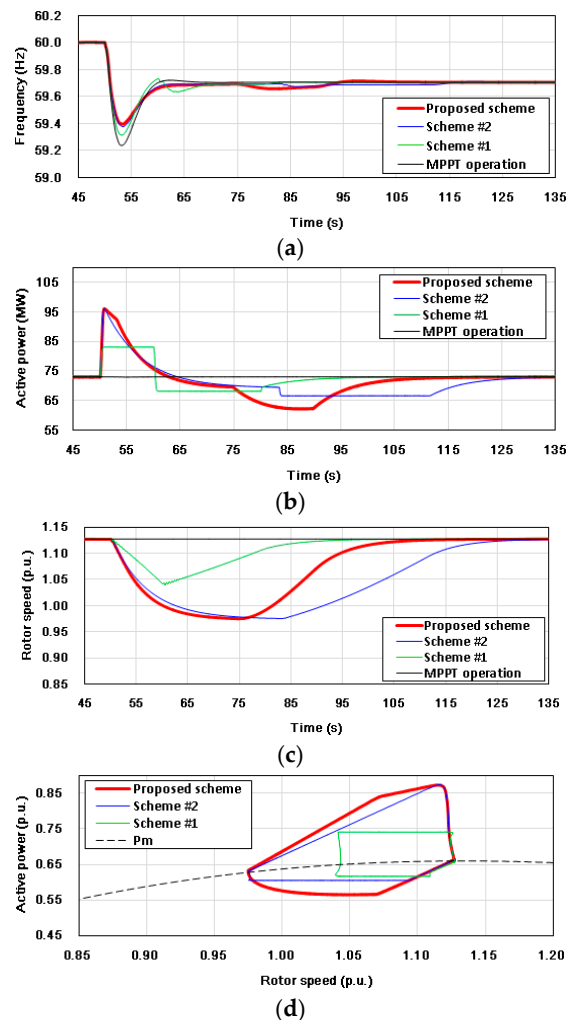 60.0
59.8
59.6
59.4
59.2
59.0
Frequency (Hz)
Proposed scheme
Scheme #2
Scheme #1
MPPT operation
45 55 65 75 85 95 105 115 125 135
Time (s)
(a)
105
95
85
75
65
55
Active power (MW)
Proposed scheme
Scheme #2
Scheme #1
MPPT operation
45 55 65 75 85 95 105 115 125 135
Time (s)
(b)
1.15
1.10
1.05
1.00
0.95
0.90
0.85
Rotor speed (p.u.)
Proposed scheme
Scheme #2
Scheme #1
MPPT operation
45 55 65 75 85 95 105 115 125 135
Time (s)
(c)
0.85
0.75
0.65
0.55
0.45
Active power (p.u.)
Proposed scheme
Scheme #2
Scheme #1
Pm
0.85 0.90 0.95 1.00 1.05 1.10 1.15 1.20
Rotor speed (p.u.)
(d)